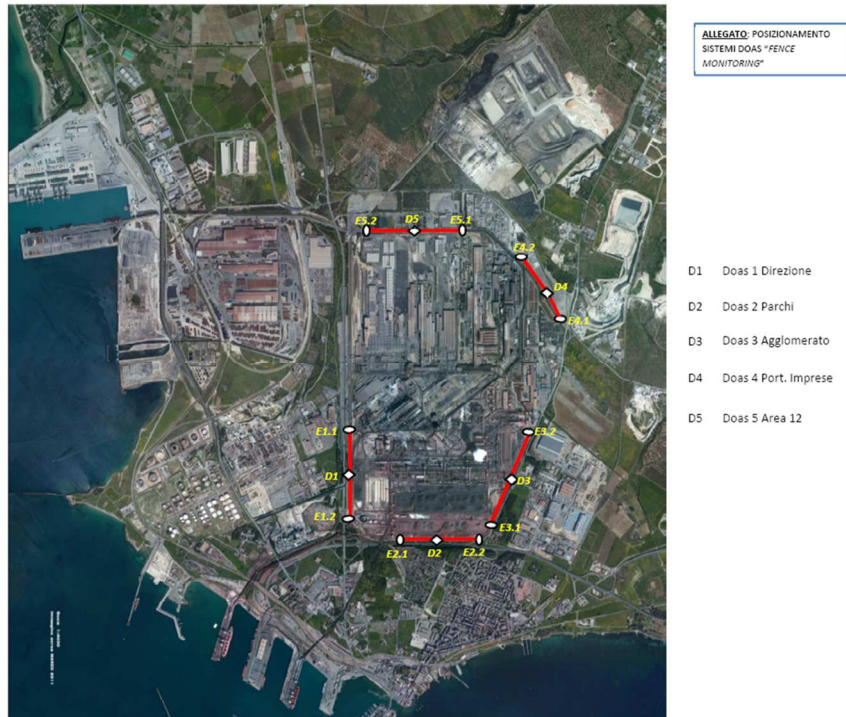 ALLEGATO: POSIZIONAMENTO
SISTEMI DOAS "FENCE
MONITORING"
E5.2
D5
E5.1
E4.2
D4
E4.1
D1 Doas 1 Direzione
D2 Doas 2 Parchi
D3 Doas 3 Agglomerato
D4 Doas 4 Port. Imprese
D5 Doas 5 Area 12
E1.1
E3.2
D1
D3
E1.2
E3.1
E2.1
D2
E2.2